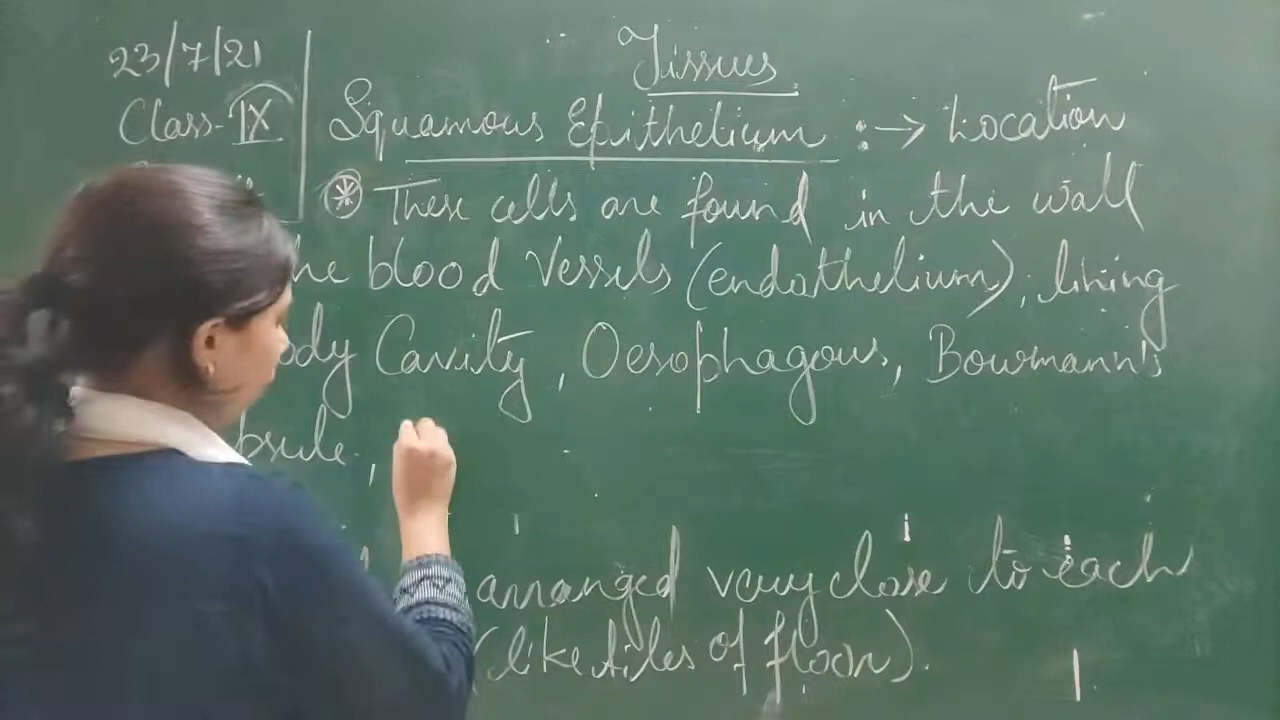 23/7/21
Tissues
Class-IX
Squamous Epithelium :→ Location
* These cells are found in the wall
blood Vessels (endothelium), lining
Cavity, Oesophagous, Bowmann's
arranged very close to each
(like tiles of floor).